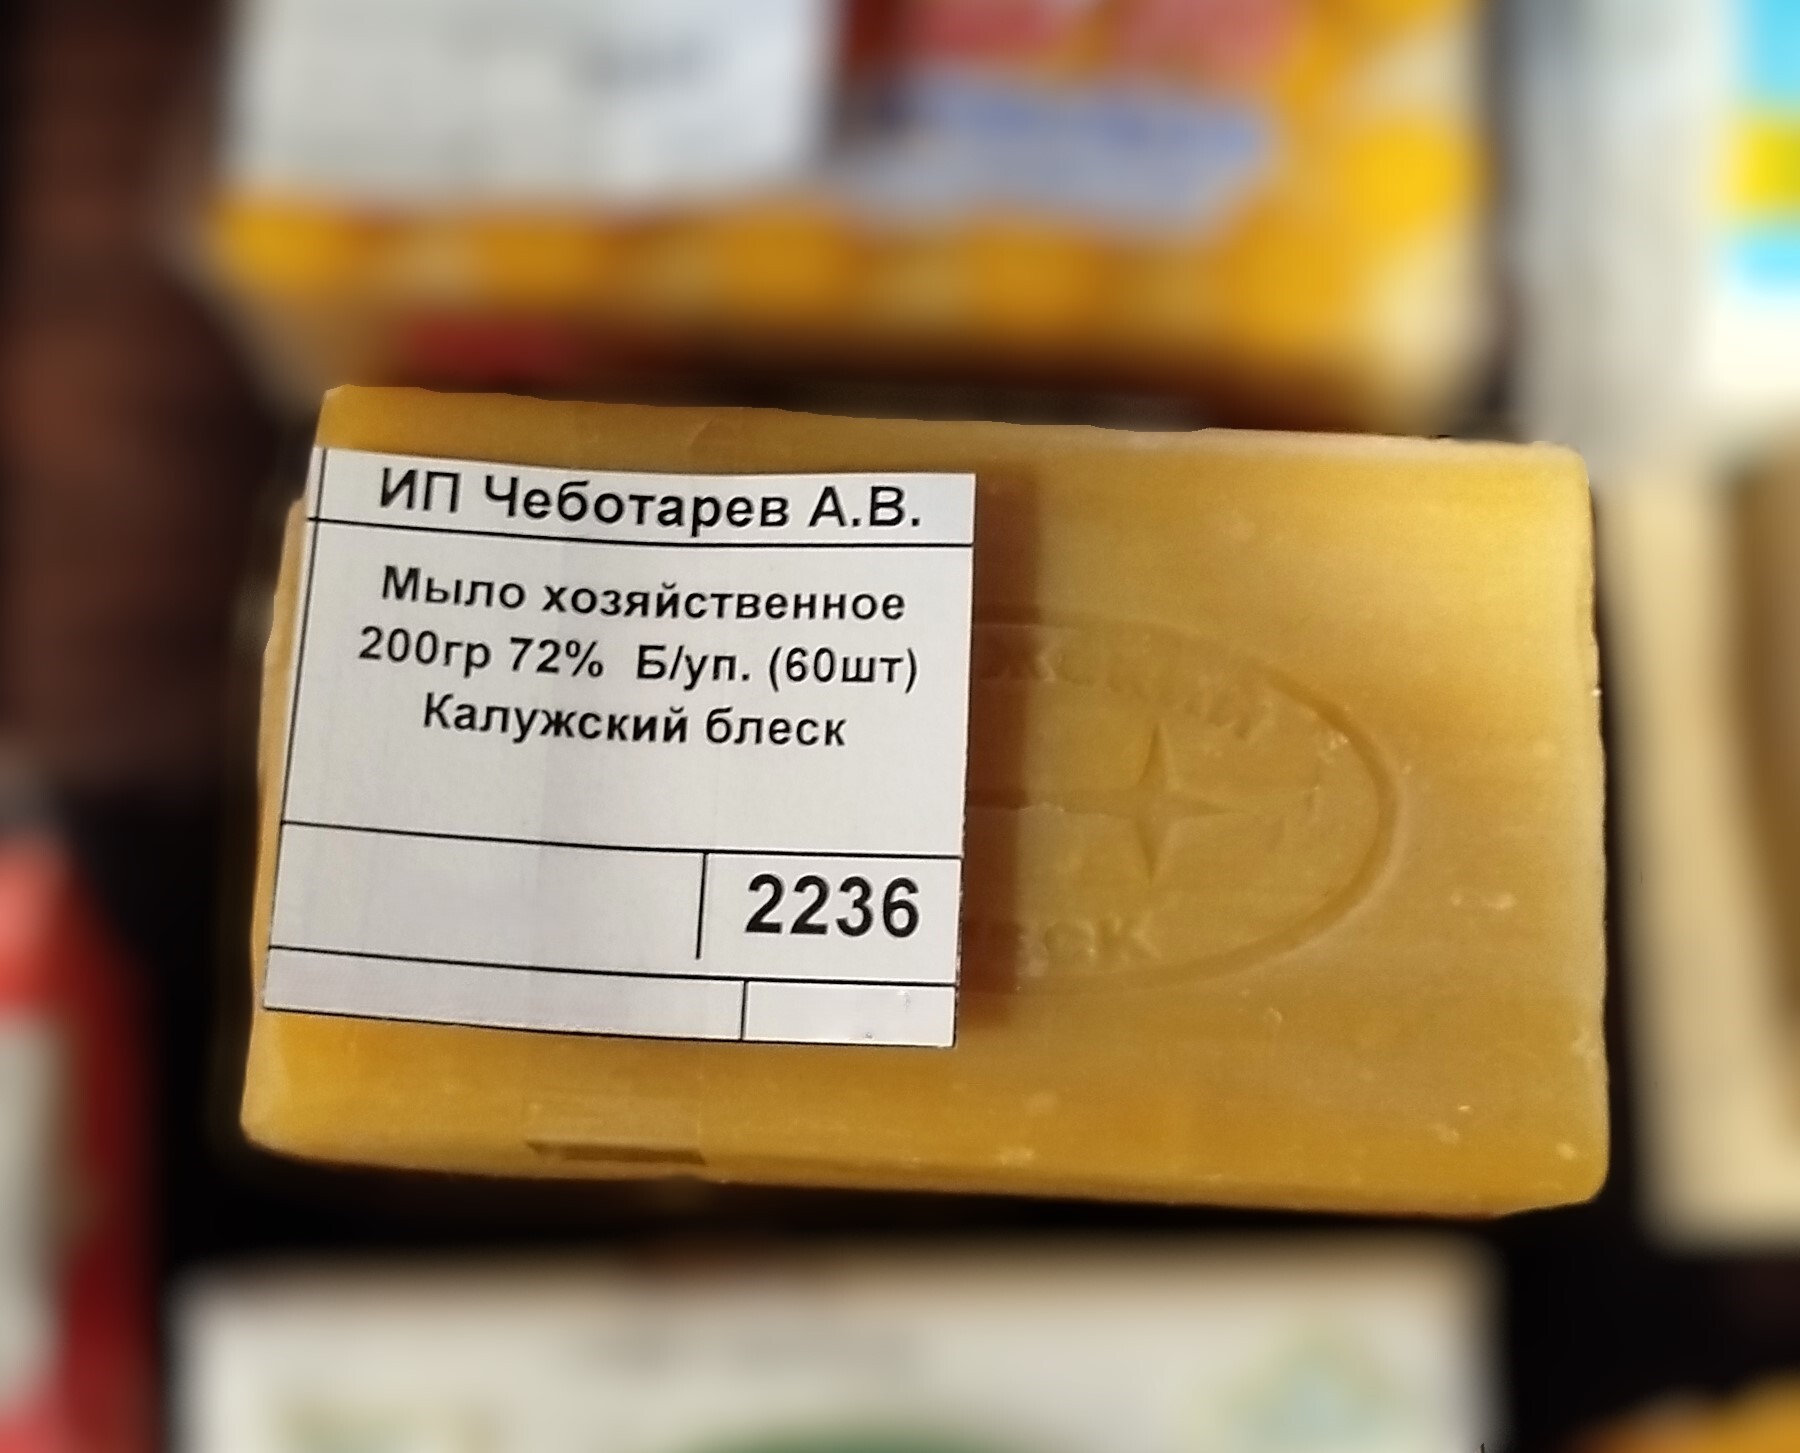 ИП Чеботарев А.В.
Мыло хозяйственное
200гр 72% Б/уп. (60шт)
Калужский блеск
2236